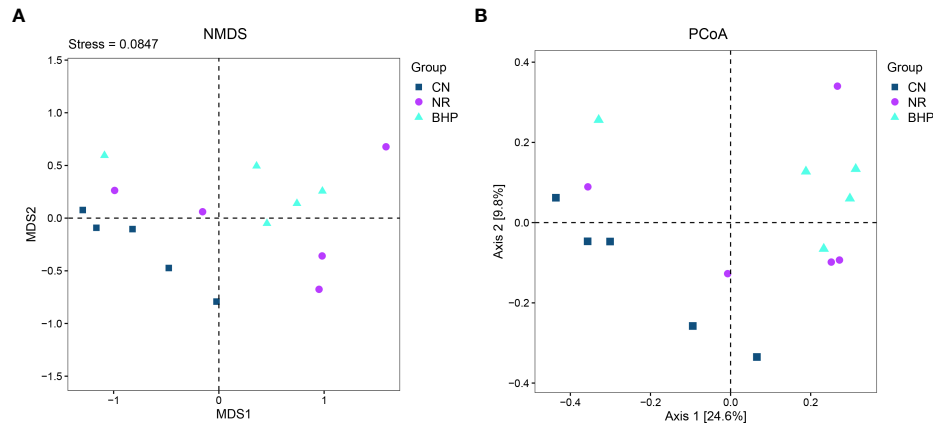 A
NMDS
Stress = 0.0847
1.5
1.0
0.5
0.0
−0.5
−1.0
−1.5
MDS2
−1
0
1
MDS1
Group
CN
NR
BHP
B
PCoA
0.4
0.2
0.0
−0.2
−0.4
Axis 2 [9.8%]
−0.4
−0.2
0.0
0.2
Axis 1 [24.6%]
Group
CN
NR
BHP